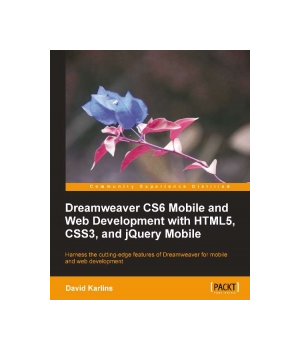 Community Experience Distilled
Dreamweaver CS6 Mobile and
Web Development with HTML5,
CSS3, and jQuery Mobile
Harness the cutting-edge features of Dreamweaver for mobile
and web development
David Karlins
PACKT